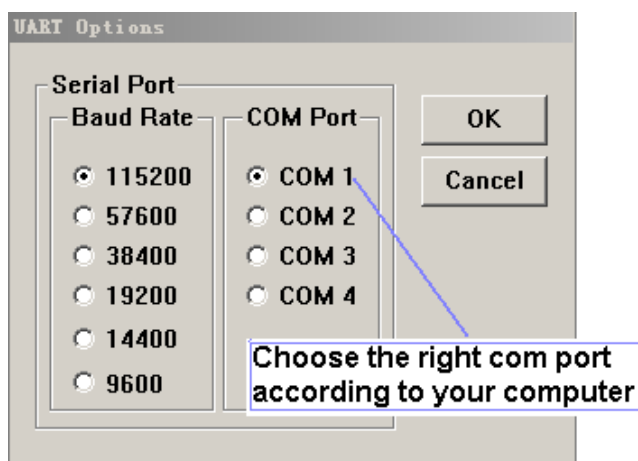 UART Options
Serial Port
Baud Rate
COM Port
115200
57600
38400
19200
14400
9600
COM 1
COM 2
COM 3
COM 4
OK
Cancel
Choose the right com port
according to your computer